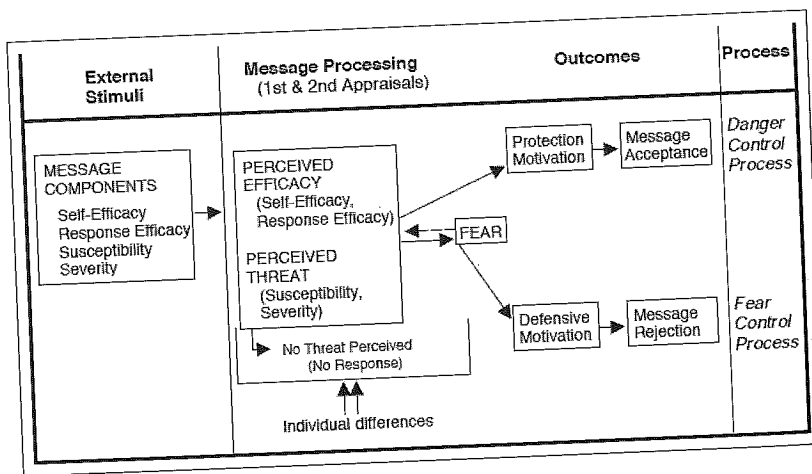 External
Stimuli
Message Processing
(1st & 2nd Appraisals)
Outcomes
Process
MESSAGE
COMPONENTS
Self-Efficacy
Response Efficacy
Susceptibility
Severity
PERCEIVED
EFFICACY
(Self-Efficacy,
Response Efficacy)
PERCEIVED
THREAT
(Susceptibility,
Severity)
No Threat Perceived
(No Response)
Individual differences
FEAR
Protection
Motivation
Message
Acceptance
Danger
Control
Process
Defensive
Motivation
Message
Rejection
Fear
Control
Process